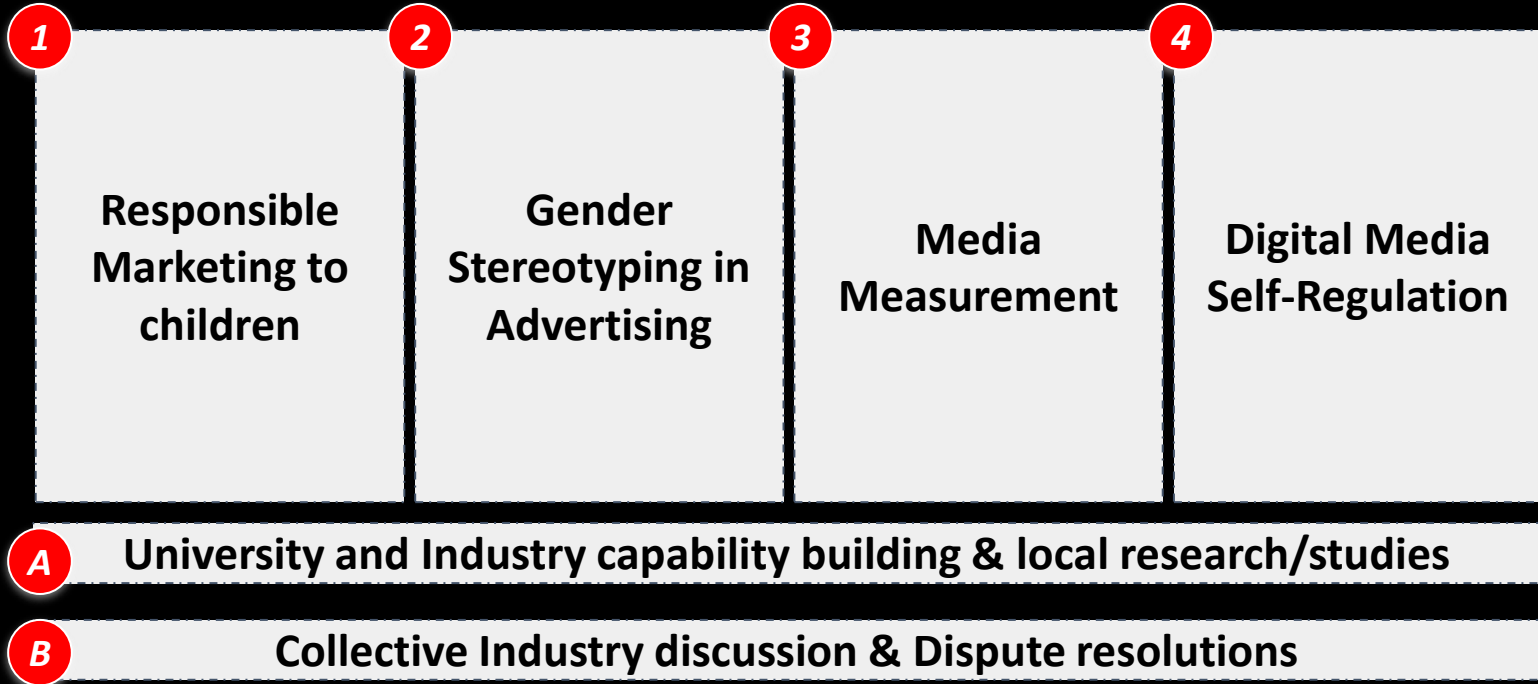 1
2
3
4
Responsible
Marketing to
children
Gender
Stereotyping in
Advertising
Media
Measurement
Digital Media
Self-Regulation
A
University and Industry capability building & local research/studies
B
Collective Industry discussion & Dispute resolutions